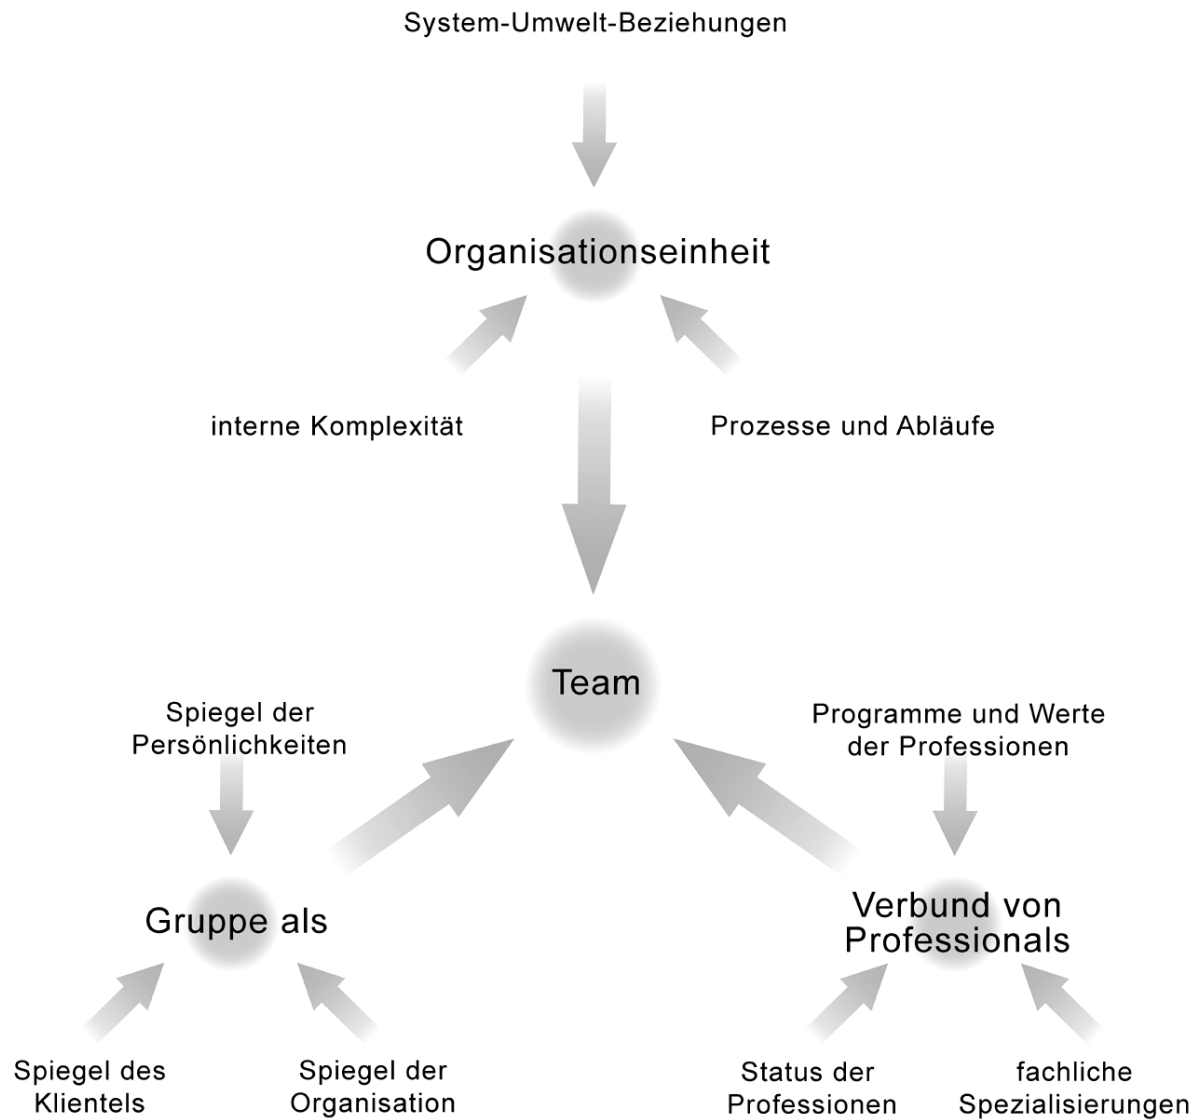 System-Umwelt-Beziehungen
Organisationseinheit
interne Komplexität
Prozesse und Abläufe
Team
Spiegel der
Persönlichkeiten
Programme und Werte
der Professionen
Gruppe als
Verbund von
Professionals
Spiegel des
Klientels
Spiegel der
Organisation
Status der
Professionen
fachliche
Spezialisierungen